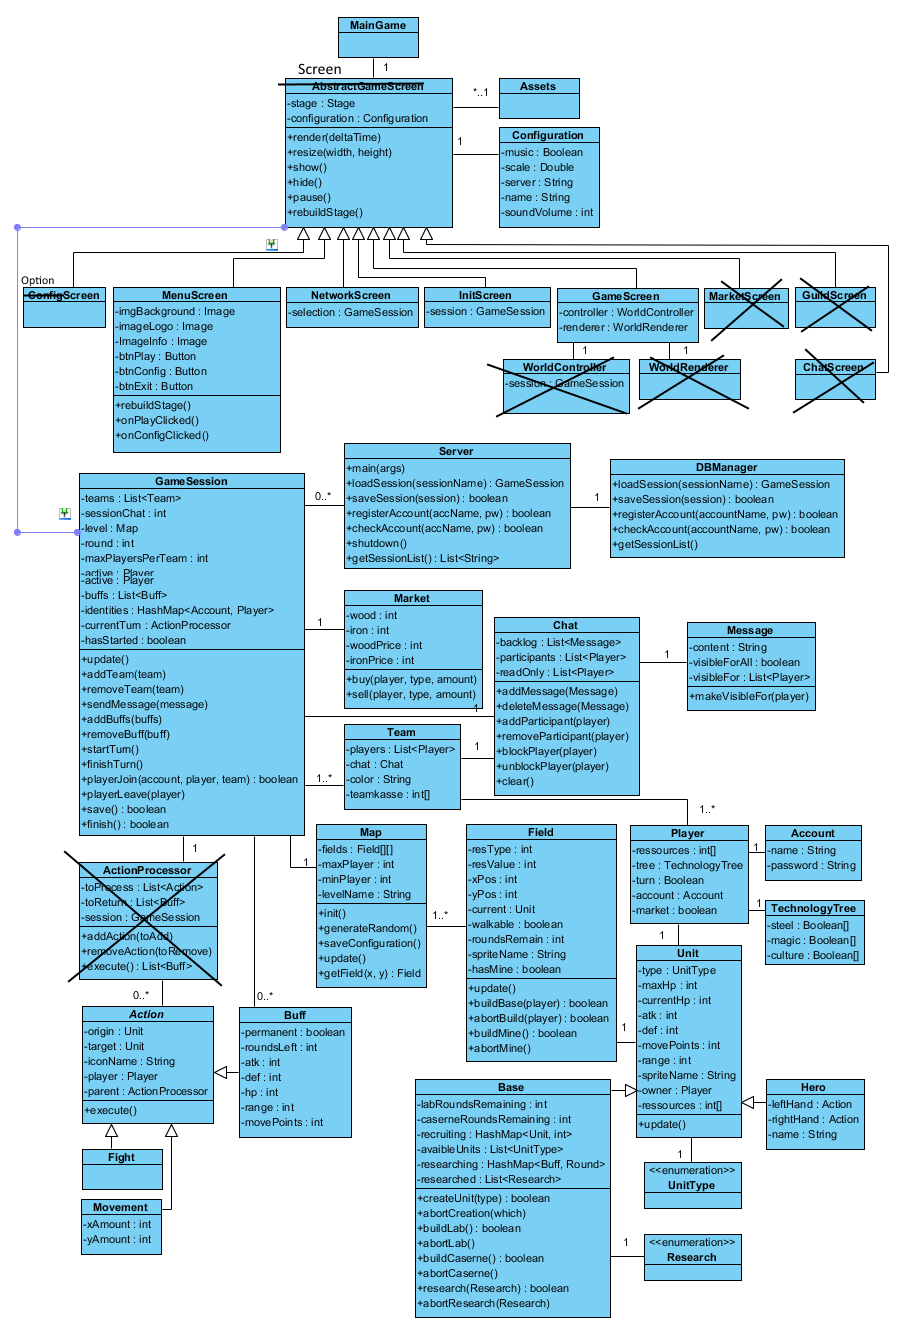 MainGame
1
Screen
AbstractGameScreen
-stage : Stage
-configuration : Configuration
+render(deltaTime)
+resize(width, height)
+show()
+hide()
+pause()
+rebuildStage()
*..1
Assets
1
Configuration
-music : Boolean
-scale : Double
-server : String
-name : String
-soundVolume : int
Option
ConfigScreen
MenuScreen
-imgBackground : Image
-imageLogo : Image
-ImageInfo : Image
-btnPlay : Button
-btnConfig : Button
-btnExit : Button
+rebuildStage()
+onPlayClicked()
+onConfigClicked()
NetworkScreen
-selection : GameSession
InitScreen
-session : GameSession
GameScreen
-controller : WorldController
-renderer : WorldRenderer
MarketScreen
GuildScreen
1
1
WorldController
-session : GameSession
WorldRenderer
ChatScreen
GameSession
-teams : List<Team>
-sessionChat : int
-level : Map
-round : int
-maxPlayersPerTeam : int
-active : Player
-active : Player
-buffs : List<Buff>
-identities : HashMap<Account, Player>
-currentTurn : ActionProcessor
-hasStarted : boolean
+update()
+addTeam(team)
+removeTeam(team)
+sendMessage(message)
+addBuffs(buffs)
+removeBuff(buff)
+startTurn()
+finishTurn()
+playerJoin(account, player, team) : boolean
+playerLeave(player)
+save() : boolean
+finish() : boolean
0..*
Server
+main(args)
+loadSession(sessionName) : GameSession
+saveSession(session) : boolean
+registerAccount(accName, pw) : boolean
+checkAccount(accName, pw) : boolean
+shutdown()
+getSessionList() : List<String>
1
DBManager
+loadSession(sessionName) : GameSession
+saveSession(session) : boolean
+registerAccount(accountName, pw) : boolean
+checkAccount(accountName, pw) : boolean
+getSessionList()
1
Market
-wood : int
-iron : int
-woodPrice : int
-ironPrice : int
+buy(player, type, amount)
+sell(player, type, amount)
1
Chat
-backlog : List<Message>
-participants : List<Player>
-readOnly : List<Player>
+addMessage(Message)
+deleteMessage(Message)
+addParticipant(player)
+removeParticipant(player)
+blockPlayer(player)
+unblockPlayer(player)
+clear()
1
Message
-content : String
-visibleForAll : boolean
-visibleFor : List<Player>
+makeVisibleFor(player)
1..*
Team
-players : List<Player>
-chat : Chat
-color : String
-teamkasse : int[]
1
1..*
1
ActionProcessor
-toProcess : List<Action>
-toReturn : List<Buff>
-session : GameSession
+addAction(toAdd)
+removeAction(toRemove)
+execute() : List<Buff>
1
Map
-fields : Field[][]
-maxPlayer : int
-minPlayer : int
-levelName : String
+init()
+generateRandom()
+saveConfiguration()
+update()
+getField(x, y) : Field
1..*
Field
-resType : int
-resValue : int
-xPos : int
-yPos : int
-current : Unit
-walkable : boolean
-roundsRemain : int
-spriteName : String
-hasMine : boolean
+update()
+buildBase(player) : boolean
+abortBuild(player) : boolean
+buildMine() : boolean
+abortMine()
Player
-ressources : int[]
-tree : TechnologyTree
-turn : Boolean
-account : Account
-market : boolean
1
Account
-name : String
-password : String
1
TechnologyTree
-steel : Boolean[]
-magic : Boolean[]
-culture : Boolean[]
1
Unit
-type : UnitType
-maxHp : int
-currentHp : int
-atk : int
-def : int
-movePoints : int
-range : int
-spriteName : String
-owner : Player
-ressources : int[]
+update()
1
0..*
0..*
Action
-origin : Unit
-target : Unit
-iconName : String
-player : Player
-parent : ActionProcessor
+execute()
Buff
-permanent : boolean
-roundsLeft : int
-atk : int
-def : int
-hp : int
-range : int
-movePoints : int
Fight
Movement
-xAmount : int
-yAmount : int
Base
-labRoundsRemaining : int
-caserneRoundsRemaining : int
-recruiting : HashMap<Unit, int>
-avaibleUnits : List<UnitType>
-researching : HashMap<Buff, Round>
-researched : List<Research>
+createUnit(type) : boolean
+abortCreation(which)
+buildLab() : boolean
+abortLab()
+buildCaserne() : boolean
+abortCaserne()
+research(Research) : boolean
+abortResearch(Research)
Hero
-leftHand : Action
-rightHand : Action
-name : String
1
<<enumeration>>
UnitType
1
<<enumeration>>
Research